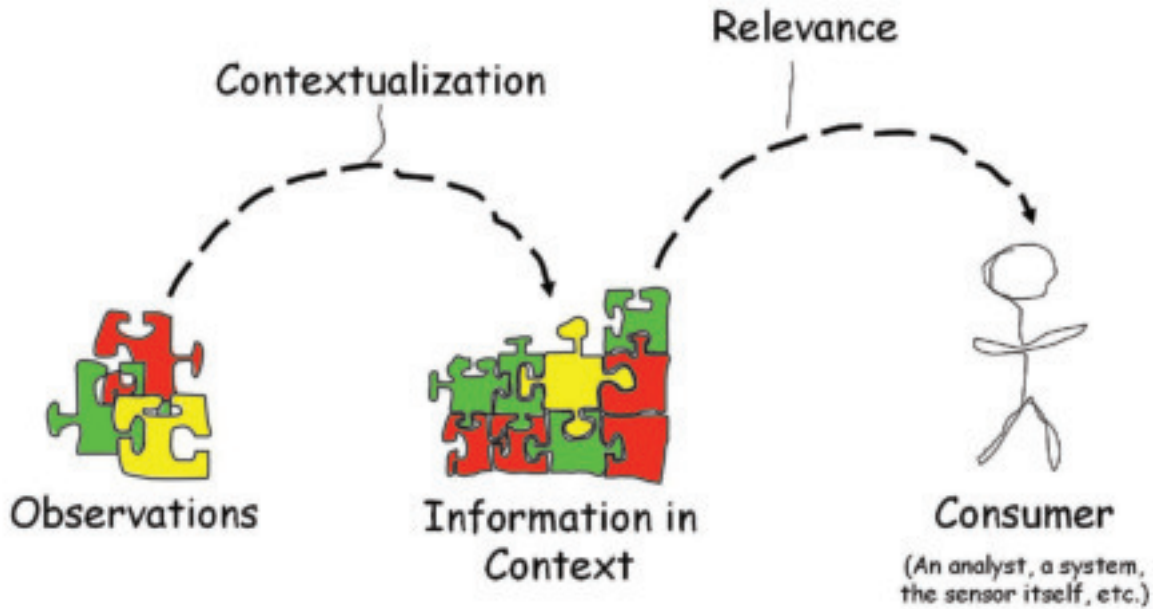 Relevance
Contextualization
Observations
Information in
Context
Consumer
(An analyst, a system,
the sensor itself, etc.)